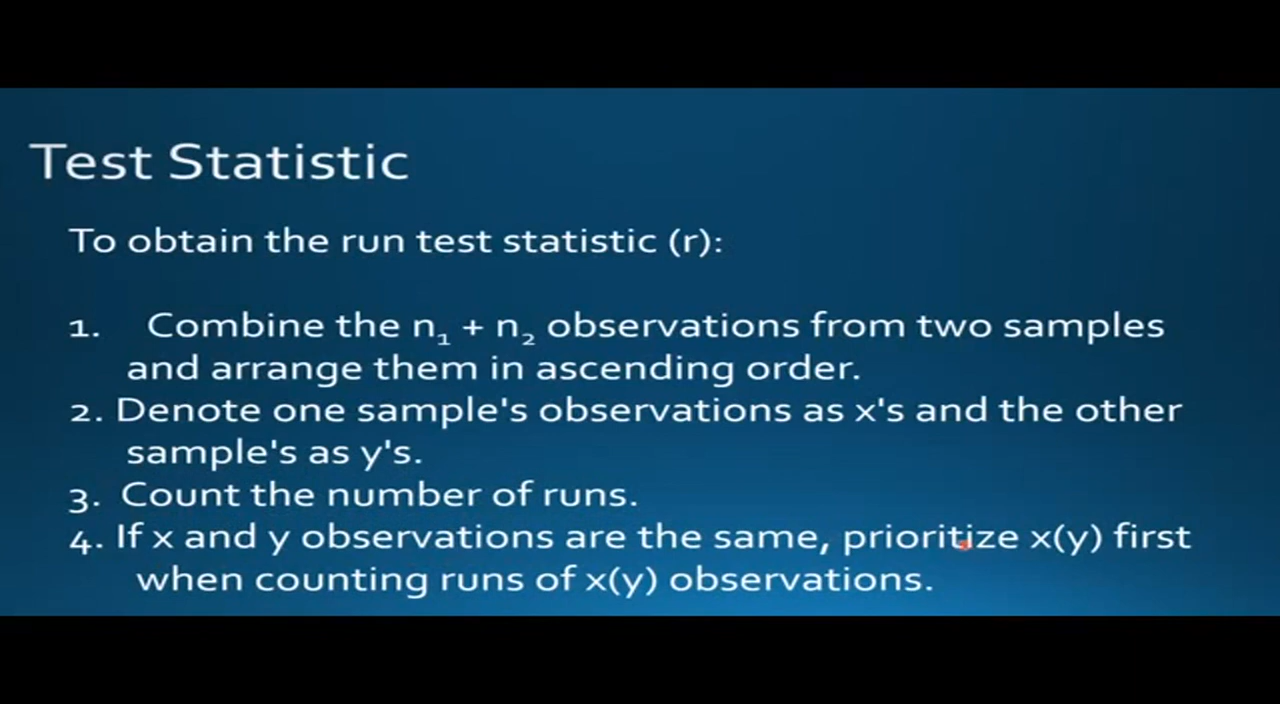 Test Statistic
To obtain the run test statistic (r):
1. Combine the n₁ + n₂ observations from two samples
and arrange them in ascending order.
2. Denote one sample's observations as x's and the other
sample's as y's.
3. Count the number of runs.
4. If x and y observations are the same, prioritize x(y) first
when counting runs of x(y) observations.